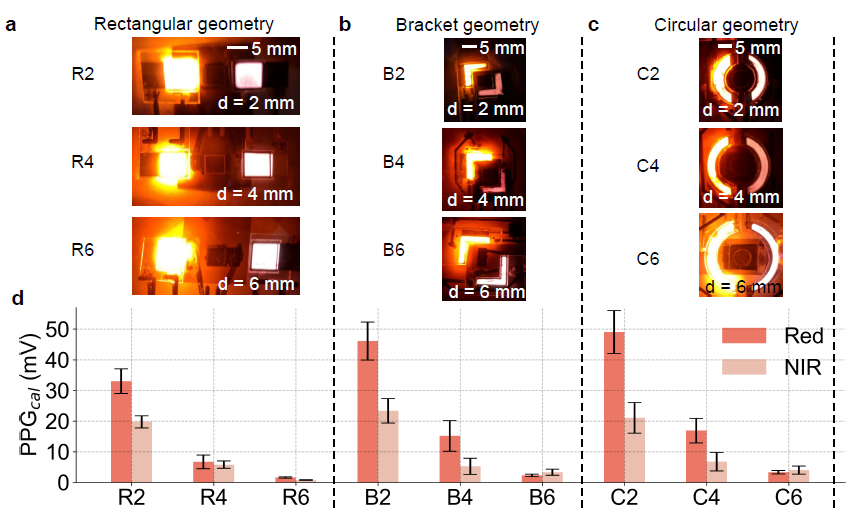 a Rectangular geometry
b Bracket geometry
c Circular geometry
R2
5 mm
d = 2 mm
B2
5 mm
d = 2 mm
C2
5 mm
d = 2 mm
R4
d = 4 mm
B4
d = 4 mm
C4
d = 4 mm
R6
d = 6 mm
B6
d = 6 mm
C6
d = 6 mm
d
PPGcal (mV)
50
40
30
20
10
0
Red
NIR
R2 R4 R6 B2 B4 B6 C2 C4 C6